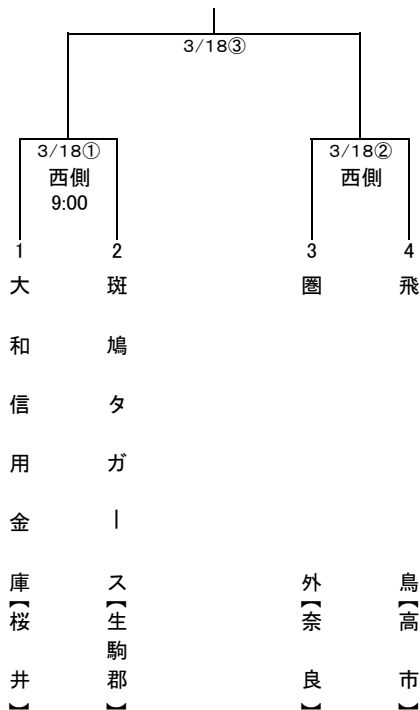 3/18③
3/18①
西側
9:00
3/18②
西側
1
2
3
4
大和信用金庫【桜井】
斑鳩タガース【生駒郡】
圏外【奈良】
飛鳥【高市】